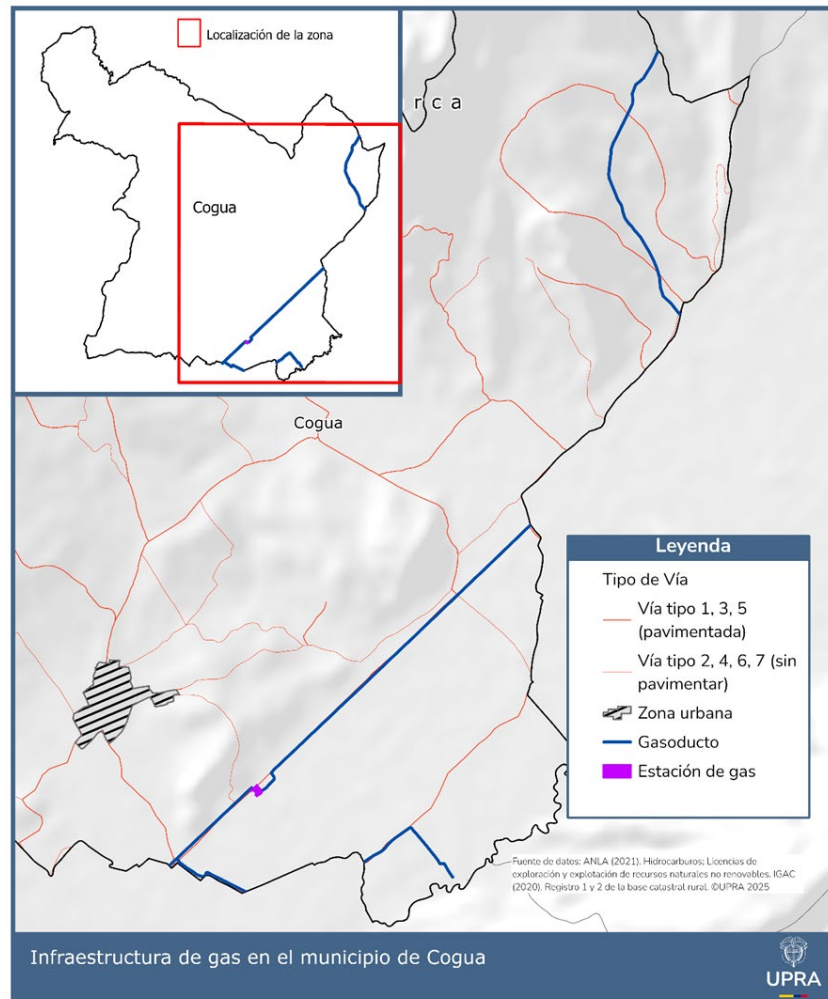 Localización de la zona
r c a
Cogua
Cogua
Leyenda
Tipo de Vía
Vía tipo 1, 3, 5
(pavimentada)
Vía tipo 2, 4, 6, 7 (sin
pavimentar)
Zona urbana
Gasoducto
Estación de gas
Fuente de datos: ANLA (2021). Hidrocarburos; Licencias de
exploración y explotación de recursos naturales no renovables. IGAC
(2020). Registro 1 y 2 de la base catastral rural. ©UPRA 2025
Infraestructura de gas en el municipio de Cogua
UPRA